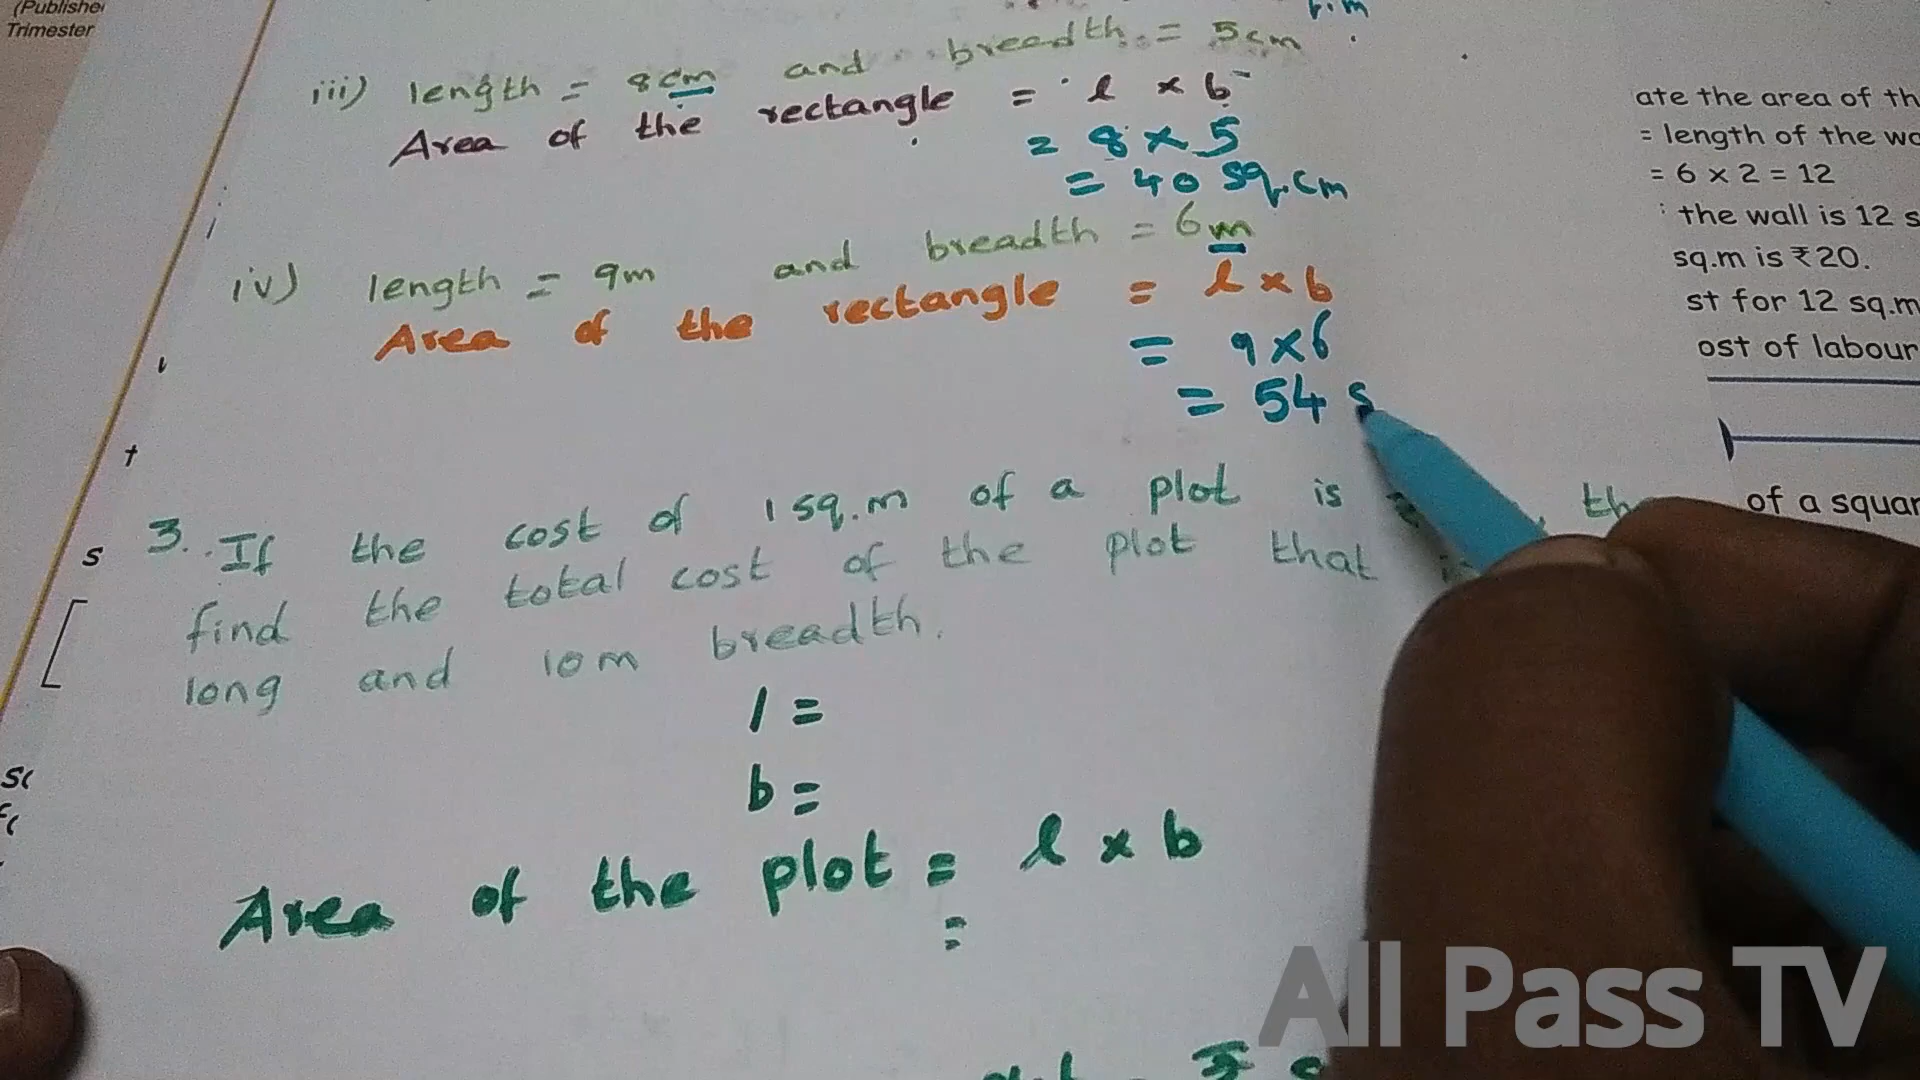 (Publishe
Trimester
iii) length = 8cm and breadth = 5cm
Area of the rectangle = l x b
= 8 x 5
= 40 sq.cm
iv) length = 9m and breadth = 6m
Area of the rectangle = l x b
= 9 x 6
= 54 s
3. If the cost of 1 sq.m of a plot is
find the total cost of the plot that
long and 10m breadth.
l =
b =
Area of the plot = l x b
=
ate the area of th
= length of the wa
= 6 x 2 = 12
the wall is 12 s
sq.m is ₹20.
st for 12 sq.m
ost of labour
of a squar
All Pass TV